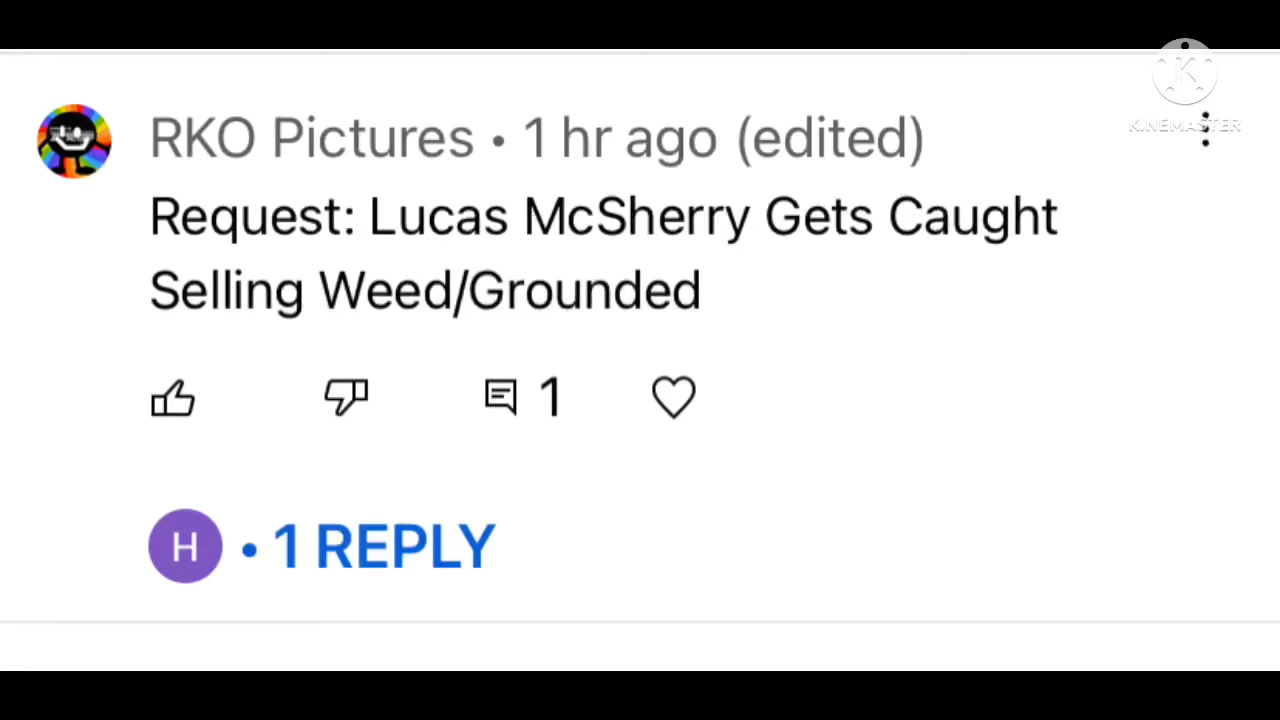 KINEMASTER
RKO Pictures • 1 hr ago (edited)
Request: Lucas McSherry Gets Caught
Selling Weed/Grounded
1
H • 1 REPLY